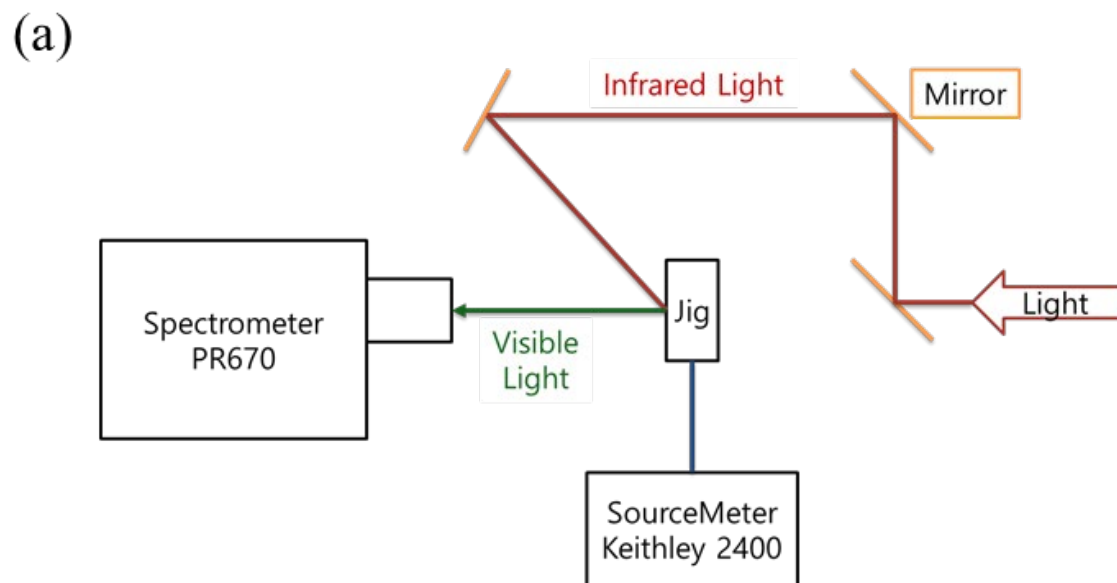 (a)
Infrared Light
Mirror
Spectrometer
PR670
Visible
Light
Jig
Light
SourceMeter
Keithley 2400